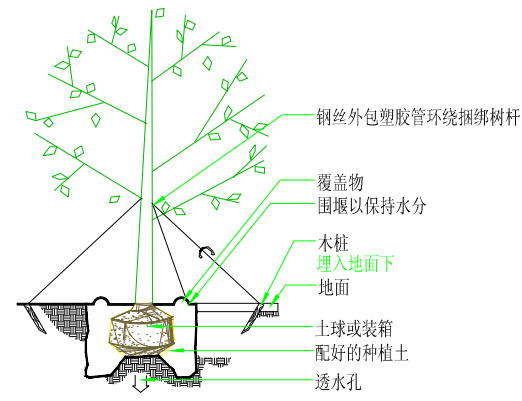 钢丝外包塑胶管环绕捆绑树杆
覆盖物
围堰以保持水分
木桩
埋入地面下
地面
土球或装箱
配好的种植土
透水孔